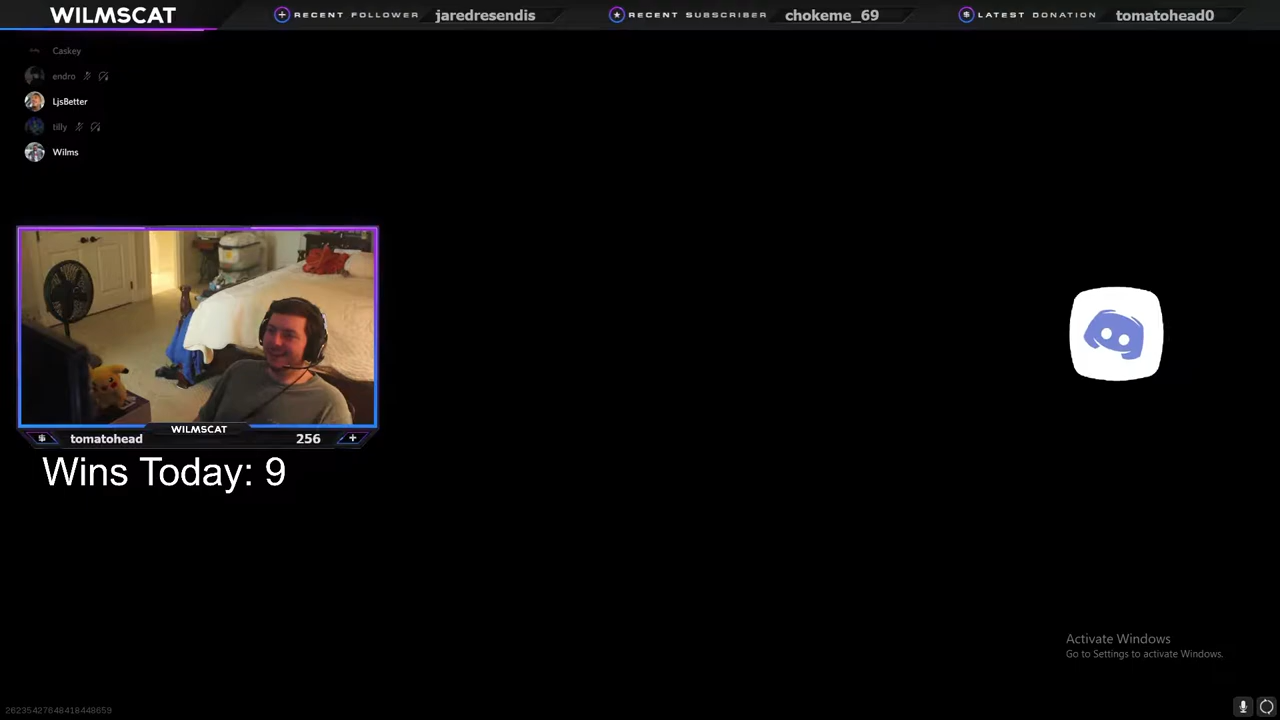 WILMSCAT
RECENT FOLLOWER jaredresendis
RECENT SUBSCRIBER chokeme_69
LATEST DONATION tomatohead0
Caskey
endro
LjsBetter
tilly
Wilms
WILMSCAT
tomatohead 256
Wins Today: 9
Activate Windows
Go to Settings to activate Windows.